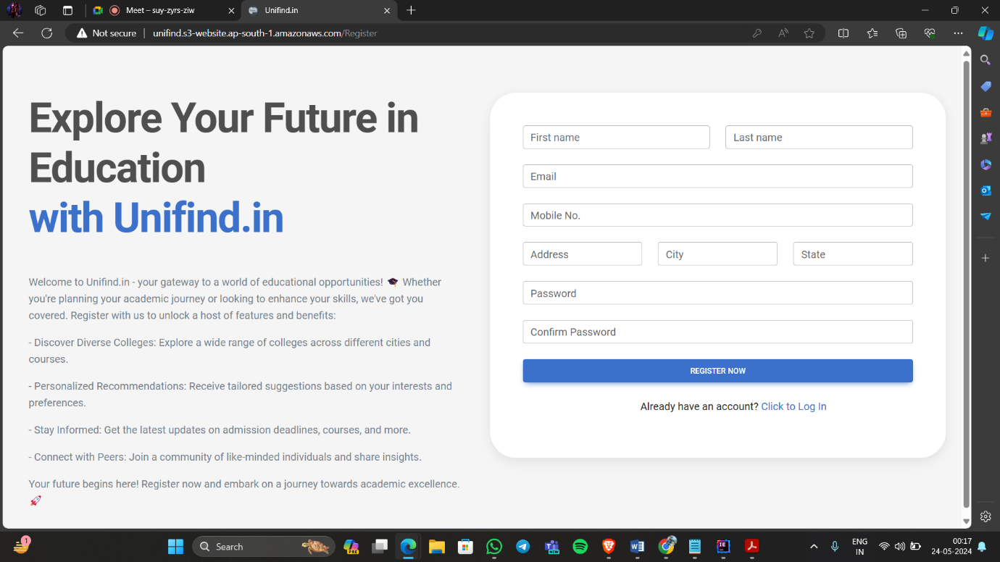 Meet – suy-zyrs-ziw
Unifind.in
Not secure
unifind.s3-website.ap-south-1.amazonaws.com/Register
Explore Your Future in
Education
with Unifind.in
Welcome to Unifind.in - your gateway to a world of educational opportunities! 🎓 Whether
you're planning your academic journey or looking to enhance your skills, we've got you
covered. Register with us to unlock a host of features and benefits:
- Discover Diverse Colleges: Explore a wide range of colleges across different cities and
courses.
- Personalized Recommendations: Receive tailored suggestions based on your interests and
preferences.
- Stay Informed: Get the latest updates on admission deadlines, courses, and more.
- Connect with Peers: Join a community of like-minded individuals and share insights.
Your future begins here! Register now and embark on a journey towards academic excellence.
🚀
First name
Last name
Email
Mobile No.
Address
City
State
Password
Confirm Password
REGISTER NOW
Already have an account? Click to Log In
1
Search
PRE
NEW
ENG
IN
00:17
24-05-2024